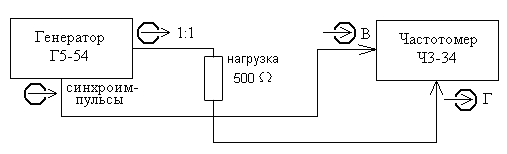 Генератор
Г5-54
1:1
нагрузка
500 Ω
синхроим-
пульсы
В
Частотомер
Ч3-34
Г